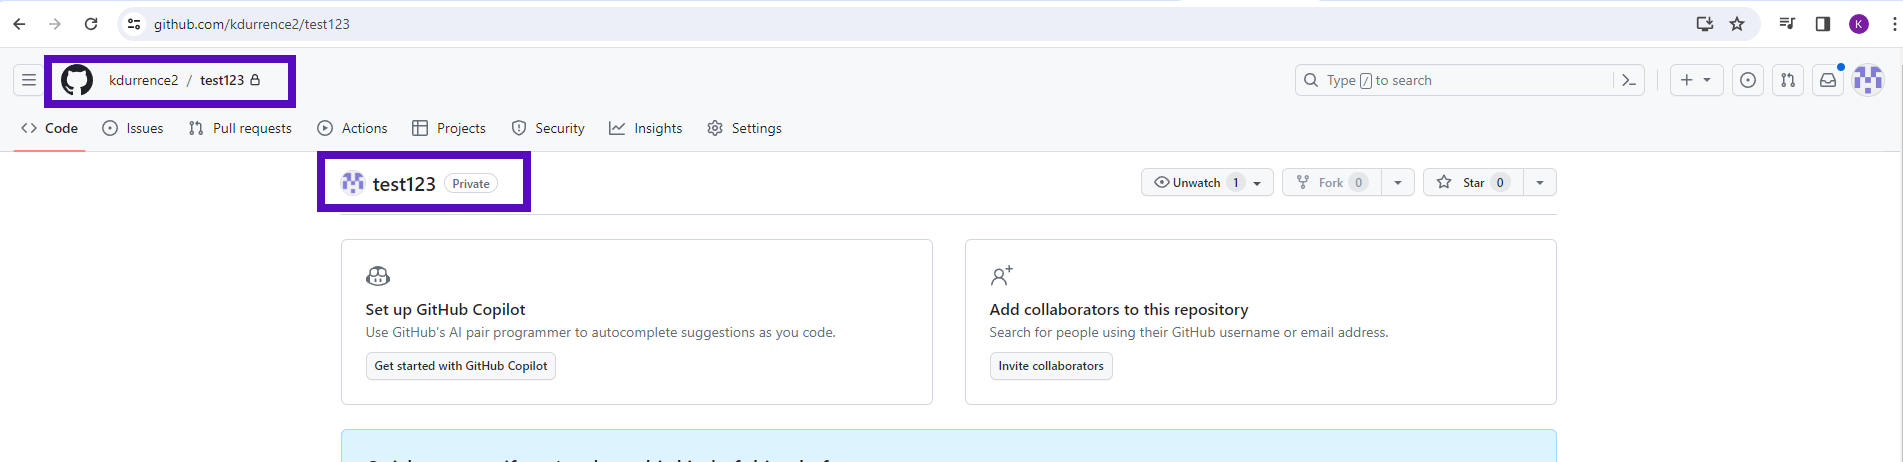 github.com/kdurrence2/test123
K
kdurrence2 / test123
Type / to search
Code Issues Pull requests Actions Projects Security Insights Settings
test123 Private
Unwatch 1 Fork 0 Star 0
Set up GitHub Copilot
Use GitHub's AI pair programmer to autocomplete suggestions as you code.
Get started with GitHub Copilot
Add collaborators to this repository
Search for people using their GitHub username or email address.
Invite collaborators